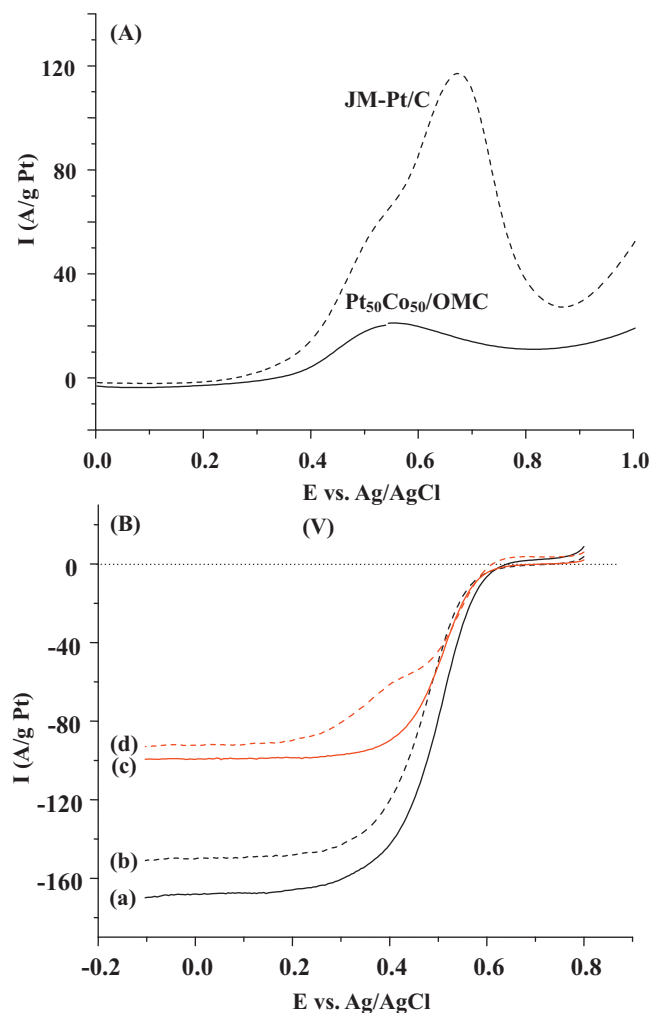 (A)
120
80
40
0
I (A/g Pt)
JM-Pt/C
Pt₅₀Co₅₀/OMC
0.0 0.2 0.4 0.6 0.8 1.0
E vs. Ag/AgCl
(B) (V)
0
-40
-80
-120
-160
I (A/g Pt)
(d)
(c)
(b)
(a)
-0.2 0.0 0.2 0.4 0.6 0.8
E vs. Ag/AgCl